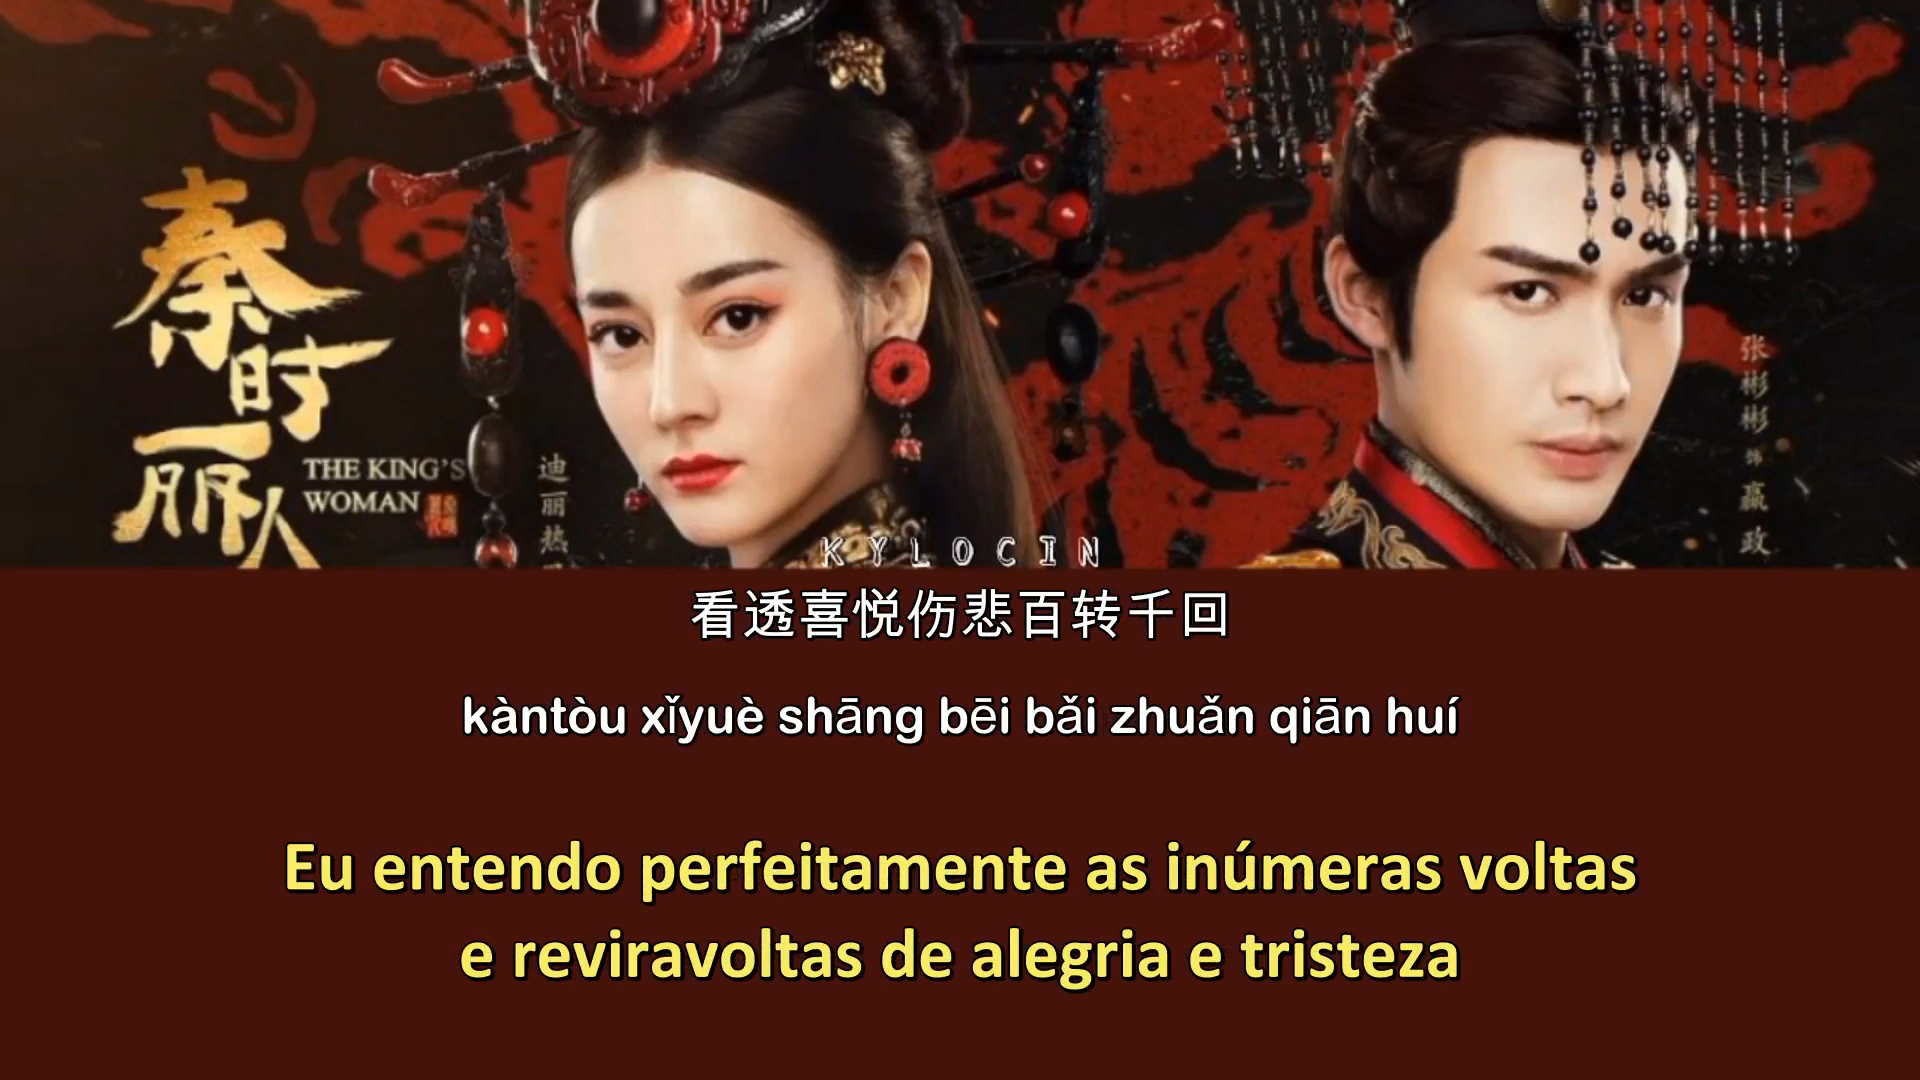 秦时
丽人
THE KING'S
WOMAN
迪丽热
张彬彬 饰 嬴政
KYLOCIN
看透喜悦伤悲百转千回
kàntòu xǐyuè shāng bēi bǎi zhuǎn qiān huí
Eu entendo perfeitamente as inúmeras voltas
e reviravoltas de alegria e tristeza